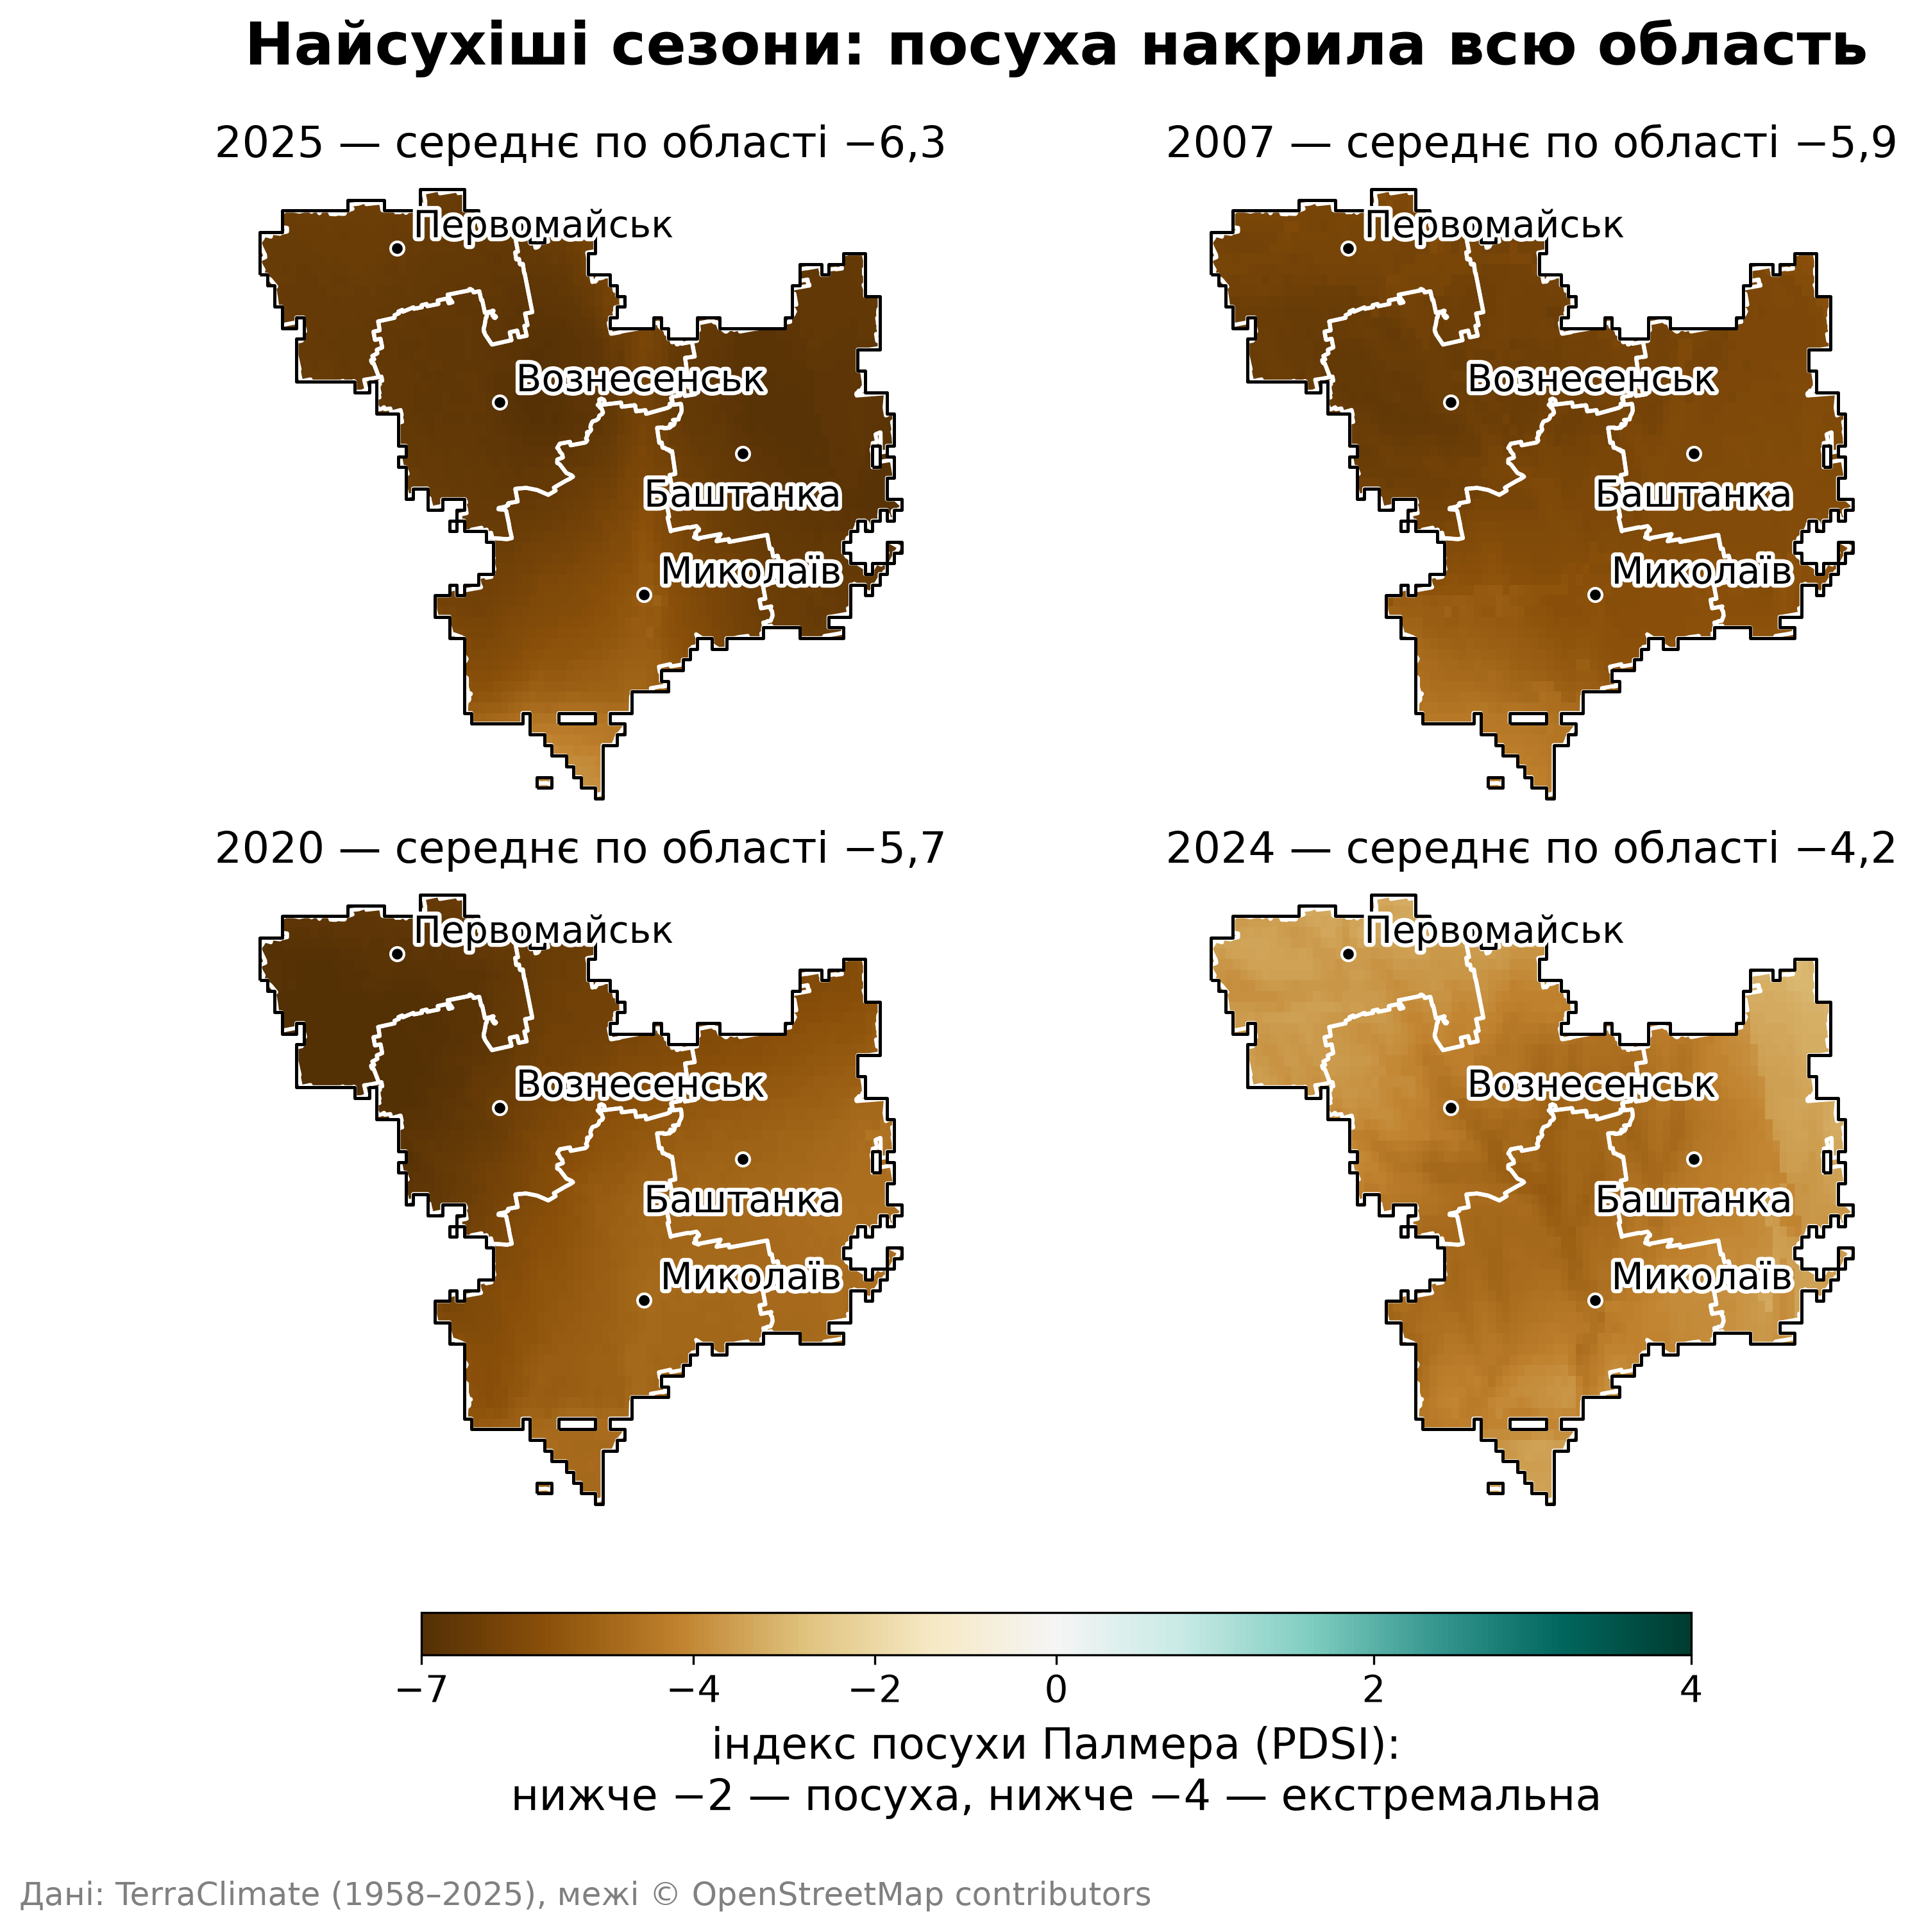 Найсухіші сезони: посуха накрила всю область
2025 — середнє по області −6,3
2007 — середнє по області −5,9
Первомайськ
Вознесенськ
Баштанка
Миколаїв
Первомайськ
Вознесенськ
Баштанка
Миколаїв
2020 — середнє по області −5,7
2024 — середнє по області −4,2
Первомайськ
Вознесенськ
Баштанка
Миколаїв
Первомайськ
Вознесенськ
Баштанка
Миколаїв
−7 −4 −2 0 2 4
індекс посухи Палмера (PDSI):
нижче −2 — посуха, нижче −4 — екстремальна
Дані: TerraClimate (1958–2025), межі © OpenStreetMap contributors